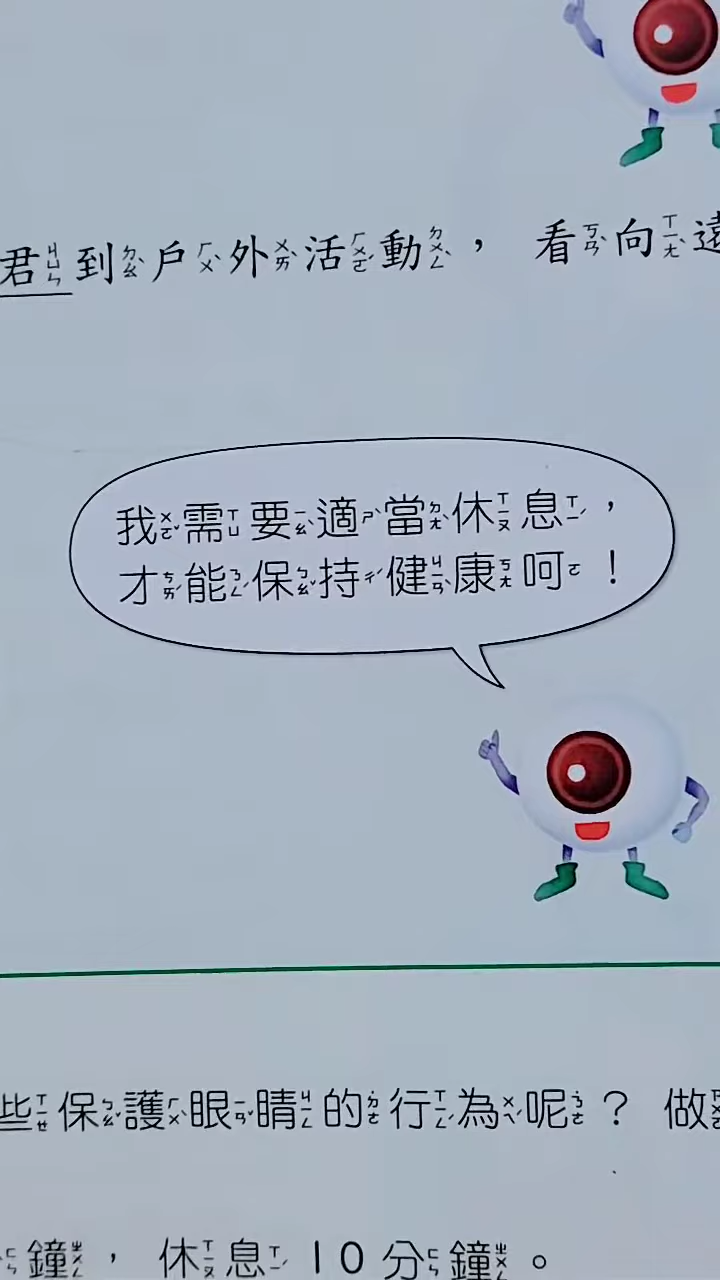 君到戶外活動，看向遠
我需要適當休息，
才能保持健康呵！
些保護眼睛的行為呢？做
鐘，休息10分鐘。